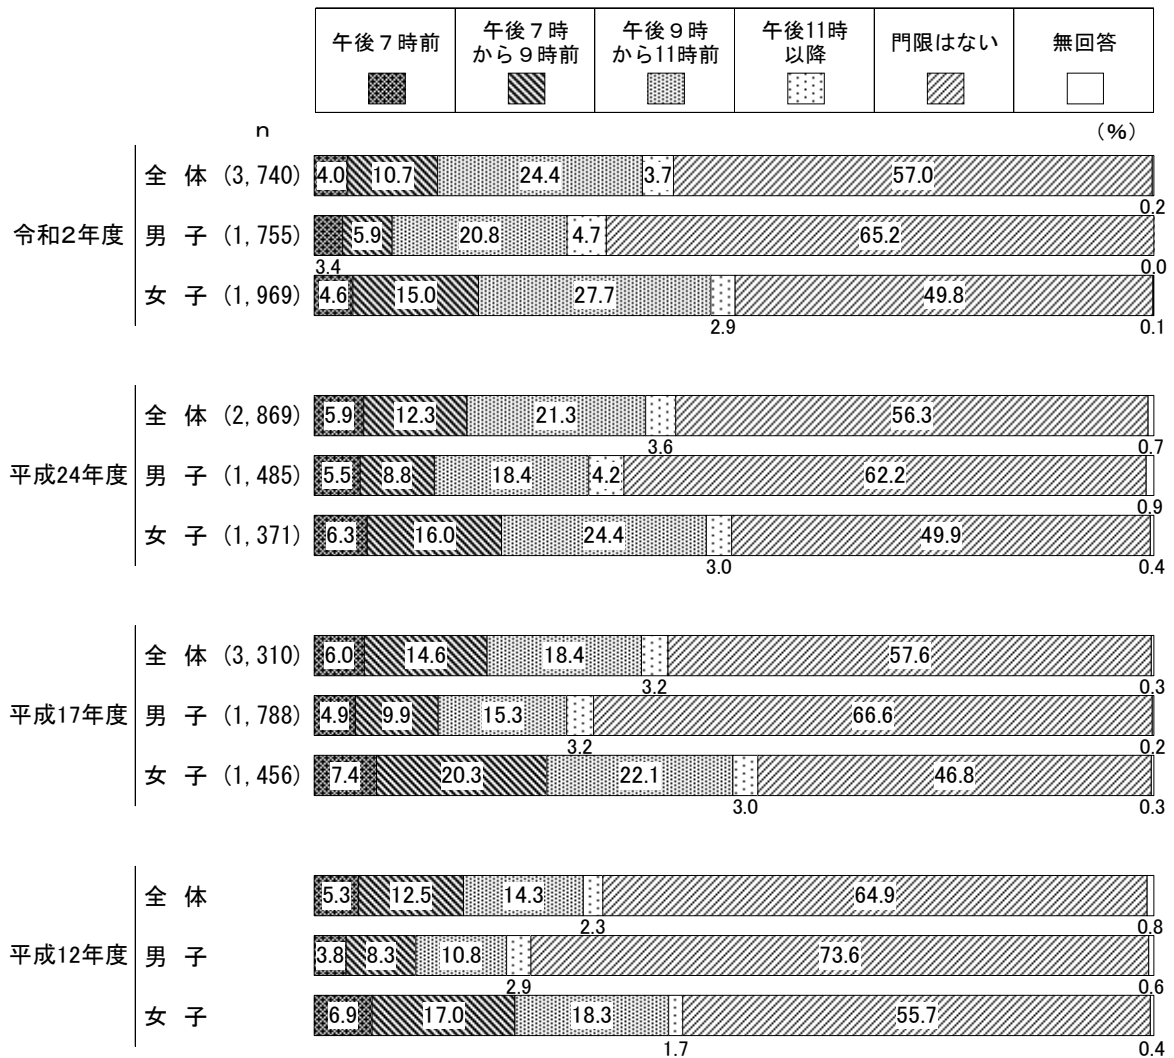 午後７時前
午後７時
から９時前
午後９時
から11時前
午後11時
以降
門限はない
無回答
n
(%)
令和2年度
全 体 (3,740) 4.0 10.7 24.4 3.7 57.0
0.2
男 子 (1,755) 5.9 20.8 4.7 65.2
3.4 0.0
女 子 (1,969) 4.6 15.0 27.7 49.8
2.9 0.1
平成24年度
全 体 (2,869) 5.9 12.3 21.3 56.3
3.6 0.7
男 子 (1,485) 5.5 8.8 18.4 4.2 62.2
0.9
女 子 (1,371) 6.3 16.0 24.4 49.9
3.0 0.4
平成17年度
全 体 (3,310) 6.0 14.6 18.4 57.6
3.2 0.3
男 子 (1,788) 4.9 9.9 15.3 66.6
3.2 0.2
女 子 (1,456) 7.4 20.3 22.1 46.8
3.0 0.3
平成12年度
全 体 5.3 12.5 14.3 64.9
2.3 0.8
男 子 3.8 8.3 10.8 73.6
2.9 0.6
女 子 6.9 17.0 18.3 55.7
1.7 0.4